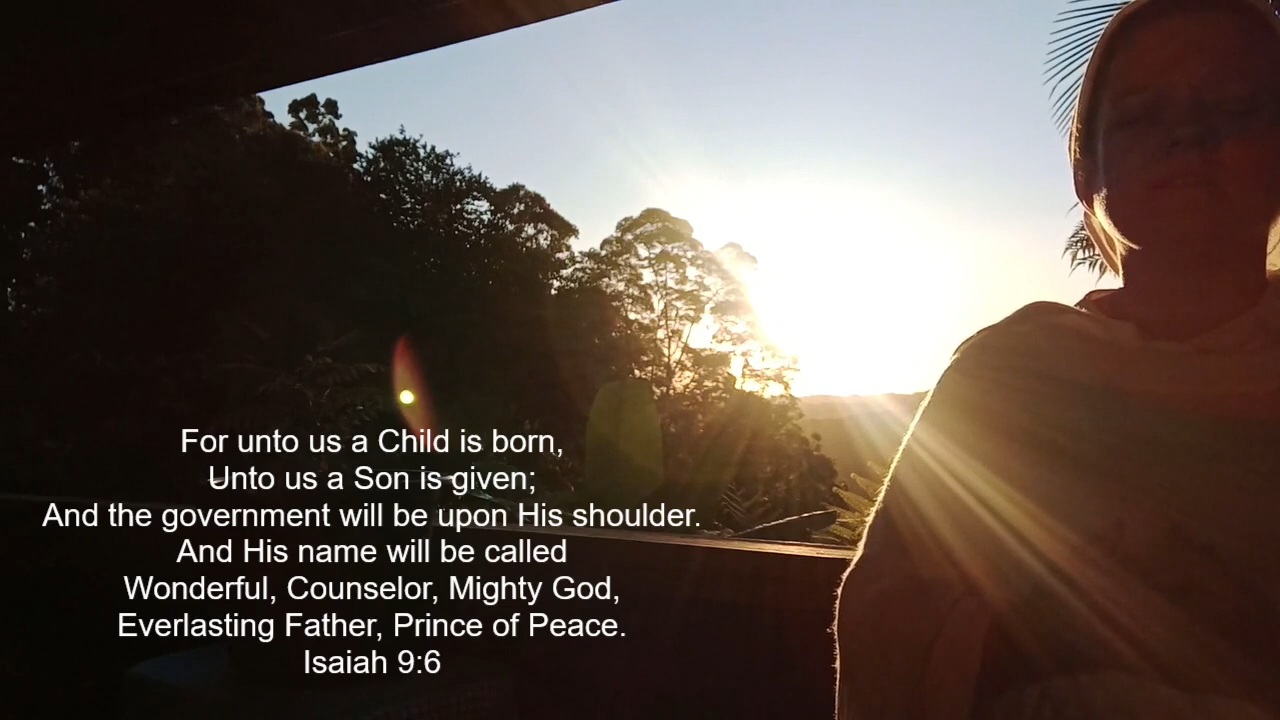 For unto us a Child is born,
Unto us a Son is given;
And the government will be upon His shoulder.
And His name will be called
Wonderful, Counselor, Mighty God,
Everlasting Father, Prince of Peace.
Isaiah 9:6